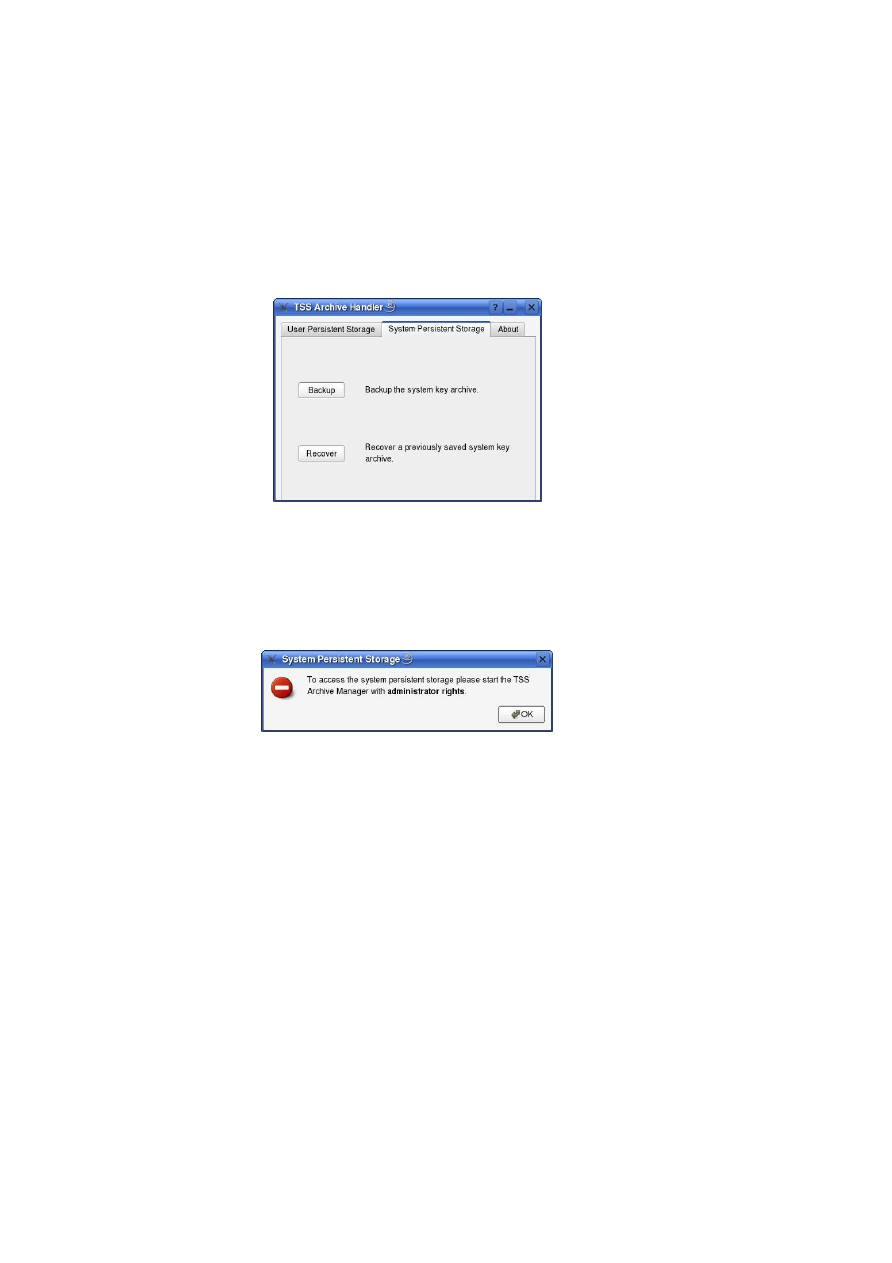 TSS Archive Handler
User Persistent Storage System Persistent Storage About
Backup Backup the system key archive.
Recover Recover a previously saved system key
archive.
System Persistent Storage
To access the system persistent storage please start the TSS
Archive Manager with administrator rights.
OK